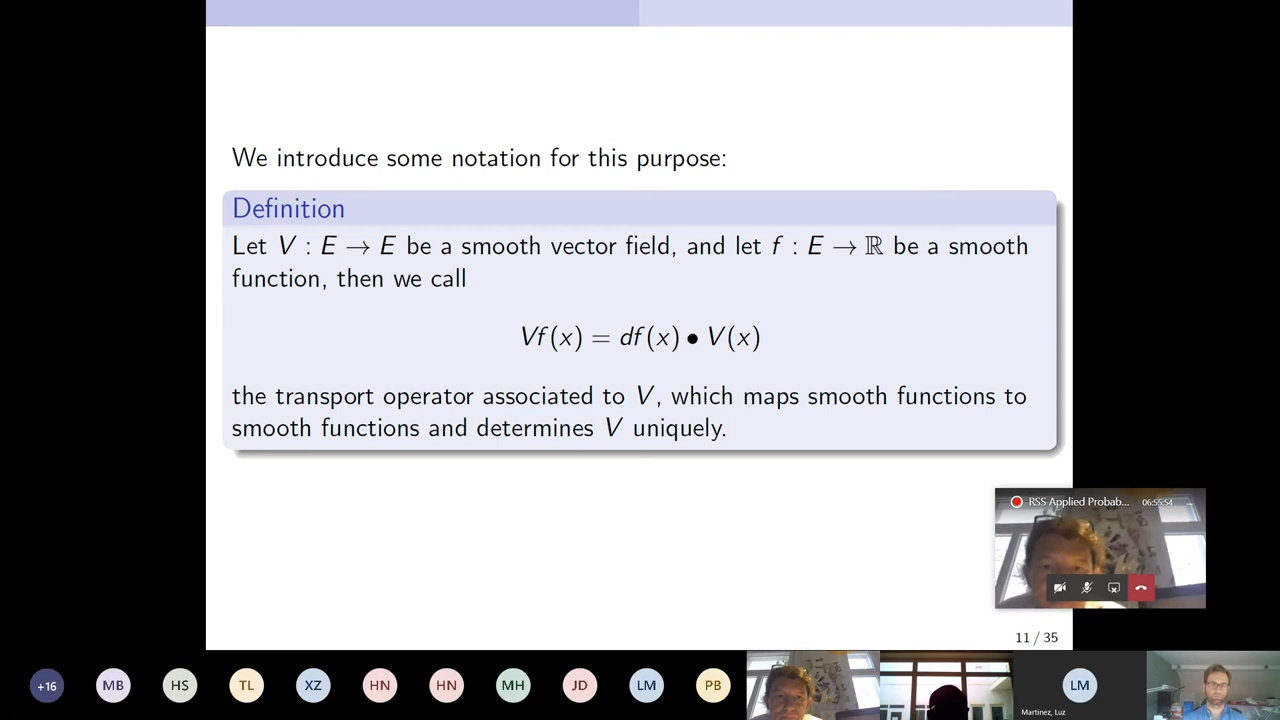 We introduce some notation for this purpose:
Definition
Let V : E → E be a smooth vector field, and let f : E → ℝ be a smooth
function, then we call
Vf(x) = df(x) • V(x)
the transport operator associated to V, which maps smooth functions to
smooth functions and determines V uniquely.
RSS Applied Probab... 06:55:54
11 / 35
+16 MB HS TL XZ HN HN MH JD LM PB LM
Martinez, Luz